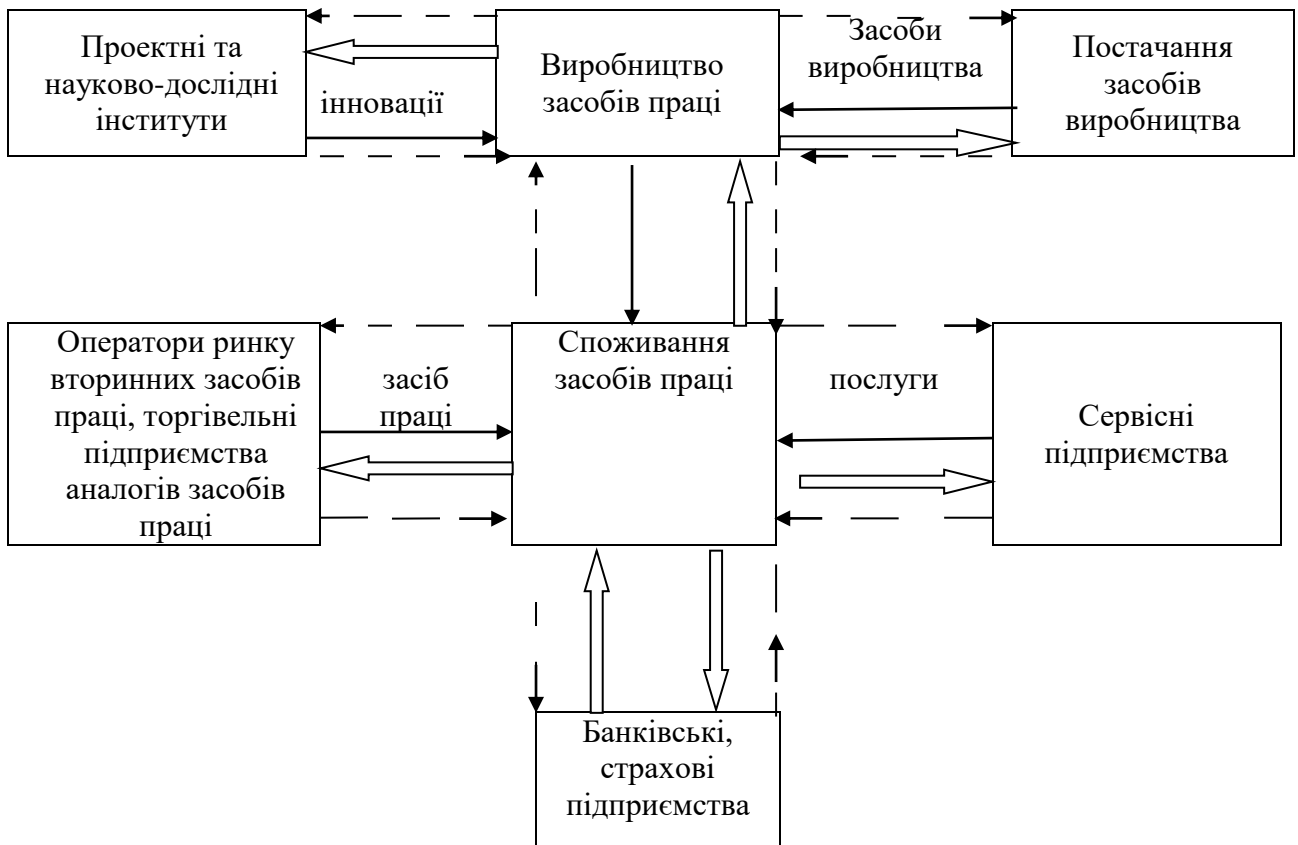 Проектні та
науково-дослідні
інститути
інновації
Виробництво
засобів праці
Засоби
виробництва
Постачання
засобів
виробництва
Оператори ринку
вторинних засобів
праці, торгівельні
підприємства
аналогів засобів
праці
засіб
праці
Споживання
засобів праці
послуги
Сервісні
підприємства
Банківські,
страхові
підприємства